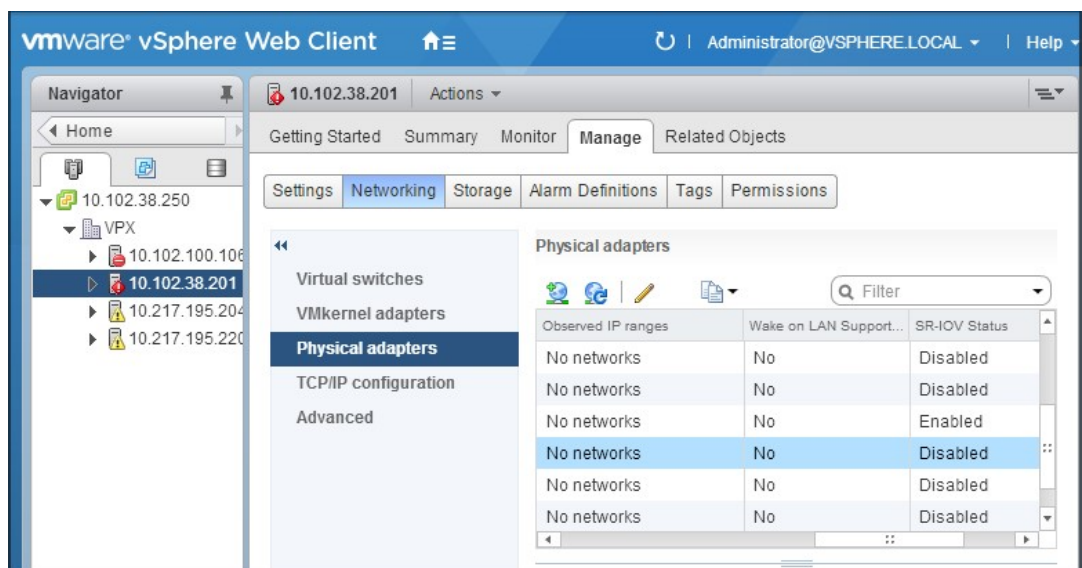 vmware® vSphere Web Client
Administrator@VSPHERE.LOCAL
Help
Navigator
Home
10.102.38.250
VPX
10.102.100.106
10.102.38.201
10.217.195.204
10.217.195.220
10.102.38.201 Actions
Getting Started Summary Monitor Manage Related Objects
Settings Networking Storage Alarm Definitions Tags Permissions
Virtual switches
VMkernel adapters
Physical adapters
TCP/IP configuration
Advanced
Physical adapters
Filter
Observed IP ranges Wake on LAN Support... SR-IOV Status
No networks No Disabled
No networks No Disabled
No networks No Enabled
No networks No Disabled
No networks No Disabled
No networks No Disabled